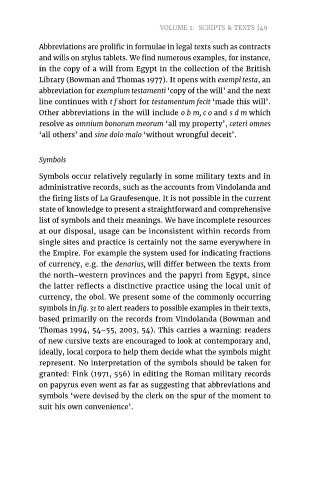 VOLUME 1: SCRIPTS & TEXTS |49
Abbreviations are prolific in formulae in legal texts such as contracts
and wills on stylus tablets. We find numerous examples, for instance,
in the copy of a will from Egypt in the collection of the British
Library (Bowman and Thomas 1977). It opens with exempl testa, an
abbreviation for exemplum testamenti ‘copy of the will’ and the next
line continues with t f short for testamentum fecit ‘made this will’.
Other abbreviations in the will include o b m, c o and s d m which
resolve as omnium bonorum meorum ‘all my property’, ceteri omnes
‘all others’ and sine dolo malo ‘without wrongful deceit’.
Symbols
Symbols occur relatively regularly in some military texts and in
administrative records, such as the accounts from Vindolanda and
the firing lists of La Graufesenque. It is not possible in the current
state of knowledge to present a straightforward and comprehensive
list of symbols and their meanings. We have incomplete resources
at our disposal, usage can be inconsistent within records from
single sites and practice is certainly not the same everywhere in
the Empire. For example the system used for indicating fractions
of currency, e.g. the denarius, will differ between the texts from
the north-western provinces and the papyri from Egypt, since
the latter reflects a distinctive practice using the local unit of
currency, the obol. We present some of the commonly occurring
symbols in fig. 31 to alert readers to possible examples in their texts,
based primarily on the records from Vindolanda (Bowman and
Thomas 1994, 54–55, 2003, 54). This carries a warning: readers
of new cursive texts are encouraged to look at contemporary and,
ideally, local corpora to help them decide what the symbols might
represent. No interpretation of the symbols should be taken for
granted: Fink (1971, 556) in editing the Roman military records
on papyrus even went as far as suggesting that abbreviations and
symbols ‘were devised by the clerk on the spur of the moment to
suit his own convenience’.